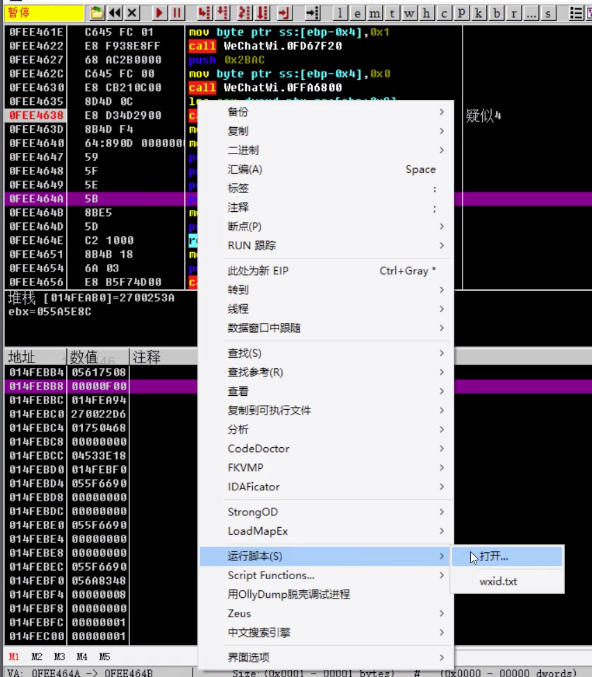 暂停 l e m t w h c P k b r ... s
0FEE461E C645 FC 01 mov byte ptr ss:[ebp-0x4],0x1
0FEE4622 E8 F938E8FF call WeChatWi.0FD67F20
0FEE4627 68 AC2B0000 push 0x2BAC
0FEE462C C645 FC 00 mov byte ptr ss:[ebp-0x4],0x0
0FEE4630 E8 CB210C00 call WeChatWi.0FFA6800
0FEE4635 8D4D 0C
0FEE4638 E8 D34D2900 疑似4
0FEE463D 8B4D F4
0FEE4640 64:890D 000000
0FEE4647 59
0FEE4648 5F
0FEE4649 5E
0FEE464A 5B
0FEE464B 8BE5
0FEE464D 5D
0FEE464E C2 1000
0FEE4651 8B4B 18
0FEE4654 6A 03
0FEE4656 E8 B5F74D00
堆栈 [014FEAB0]=2700253A
ebx=055A5E8C
地址 数值 注释
014FEBB4 05617508
014FEBB8 00000F00
014FEBBC 014FEA94
014FEBC0 270022D6
014FEBC4 01750468
014FEBC8 00000000
014FEBCC 04533E18
014FEBD0 014FEBF0
014FEBD4 055F6690
014FEBD8 00000000
014FEBDC 00000000
014FEBE0 055F6690
014FEBE4 00000000
014FEBE8 00000000
014FEBEC 055F6690
014FEBF0 056A8348
014FEBF4 00000008
014FEBF8 00000000
014FEBFC 00000001
014FEC00 00000001
备份
复制
二进制
汇编(A) Space
标签 :
注释 ;
断点(P)
RUN 跟踪
此处为新 EIP Ctrl+Gray *
转到
线程
数据窗口中跟随
查找(S)
查找参考(R)
查看
复制到可执行文件
分析
CodeDoctor
FKVMP
IDAFicator
StrongOD
LoadMapEx
运行脚本(S)
Script Functions...
用OllyDump脱壳调试进程
Zeus
中文搜索引擎
界面选项
打开...
wxid.txt
M1 M2 M3 M4 M5
VA: 0FEE464A -> 0FEE464B Size:(0x0001 - 00001 bytes) # (0x0000 - 00000 dwords)